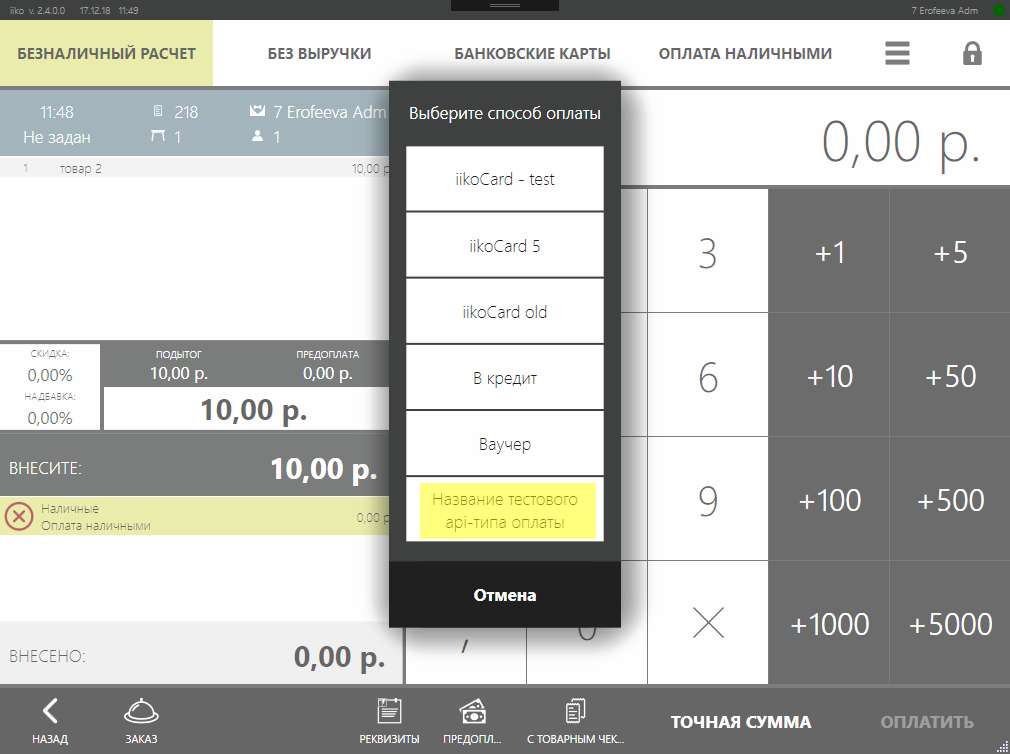 iiko v. 2.4.0.0 17.12.18 11:49 7 Erofeeva Adm
БЕЗНАЛИЧНЫЙ РАСЧЕТ БЕЗ ВЫРУЧКИ БАНКОВСКИЕ КАРТЫ ОПЛАТА НАЛИЧНЫМИ
11:48 218 7 Erofeeva Adm
Не задан 1 1
1 товар 2 10,00 р
СКИДКА:
0,00%
НАДБАВКА:
0,00%
ПОДЫТОГ ПРЕДОПЛАТА
10,00 р. 0,00 р.
10,00 р.
ВНЕСИТЕ: 10,00 р.
Наличные
Оплата наличными 0,00 р
ВНЕСЕНО: 0,00 р.
Выберите способ оплаты
iikoCard - test
iikoCard 5
iikoCard old
В кредит
Ваучер
Название тестового
api-типа оплаты
Отмена
0,00 р.
3 +1 +5
6 +10 +50
9 +100 +500
, 0 +1000 +5000
НАЗАД ЗАКАЗ РЕКВИЗИТЫ ПРЕДОПЛ... С ТОВАРНЫМ ЧЕК... ТОЧНАЯ СУММА ОПЛАТИТЬ